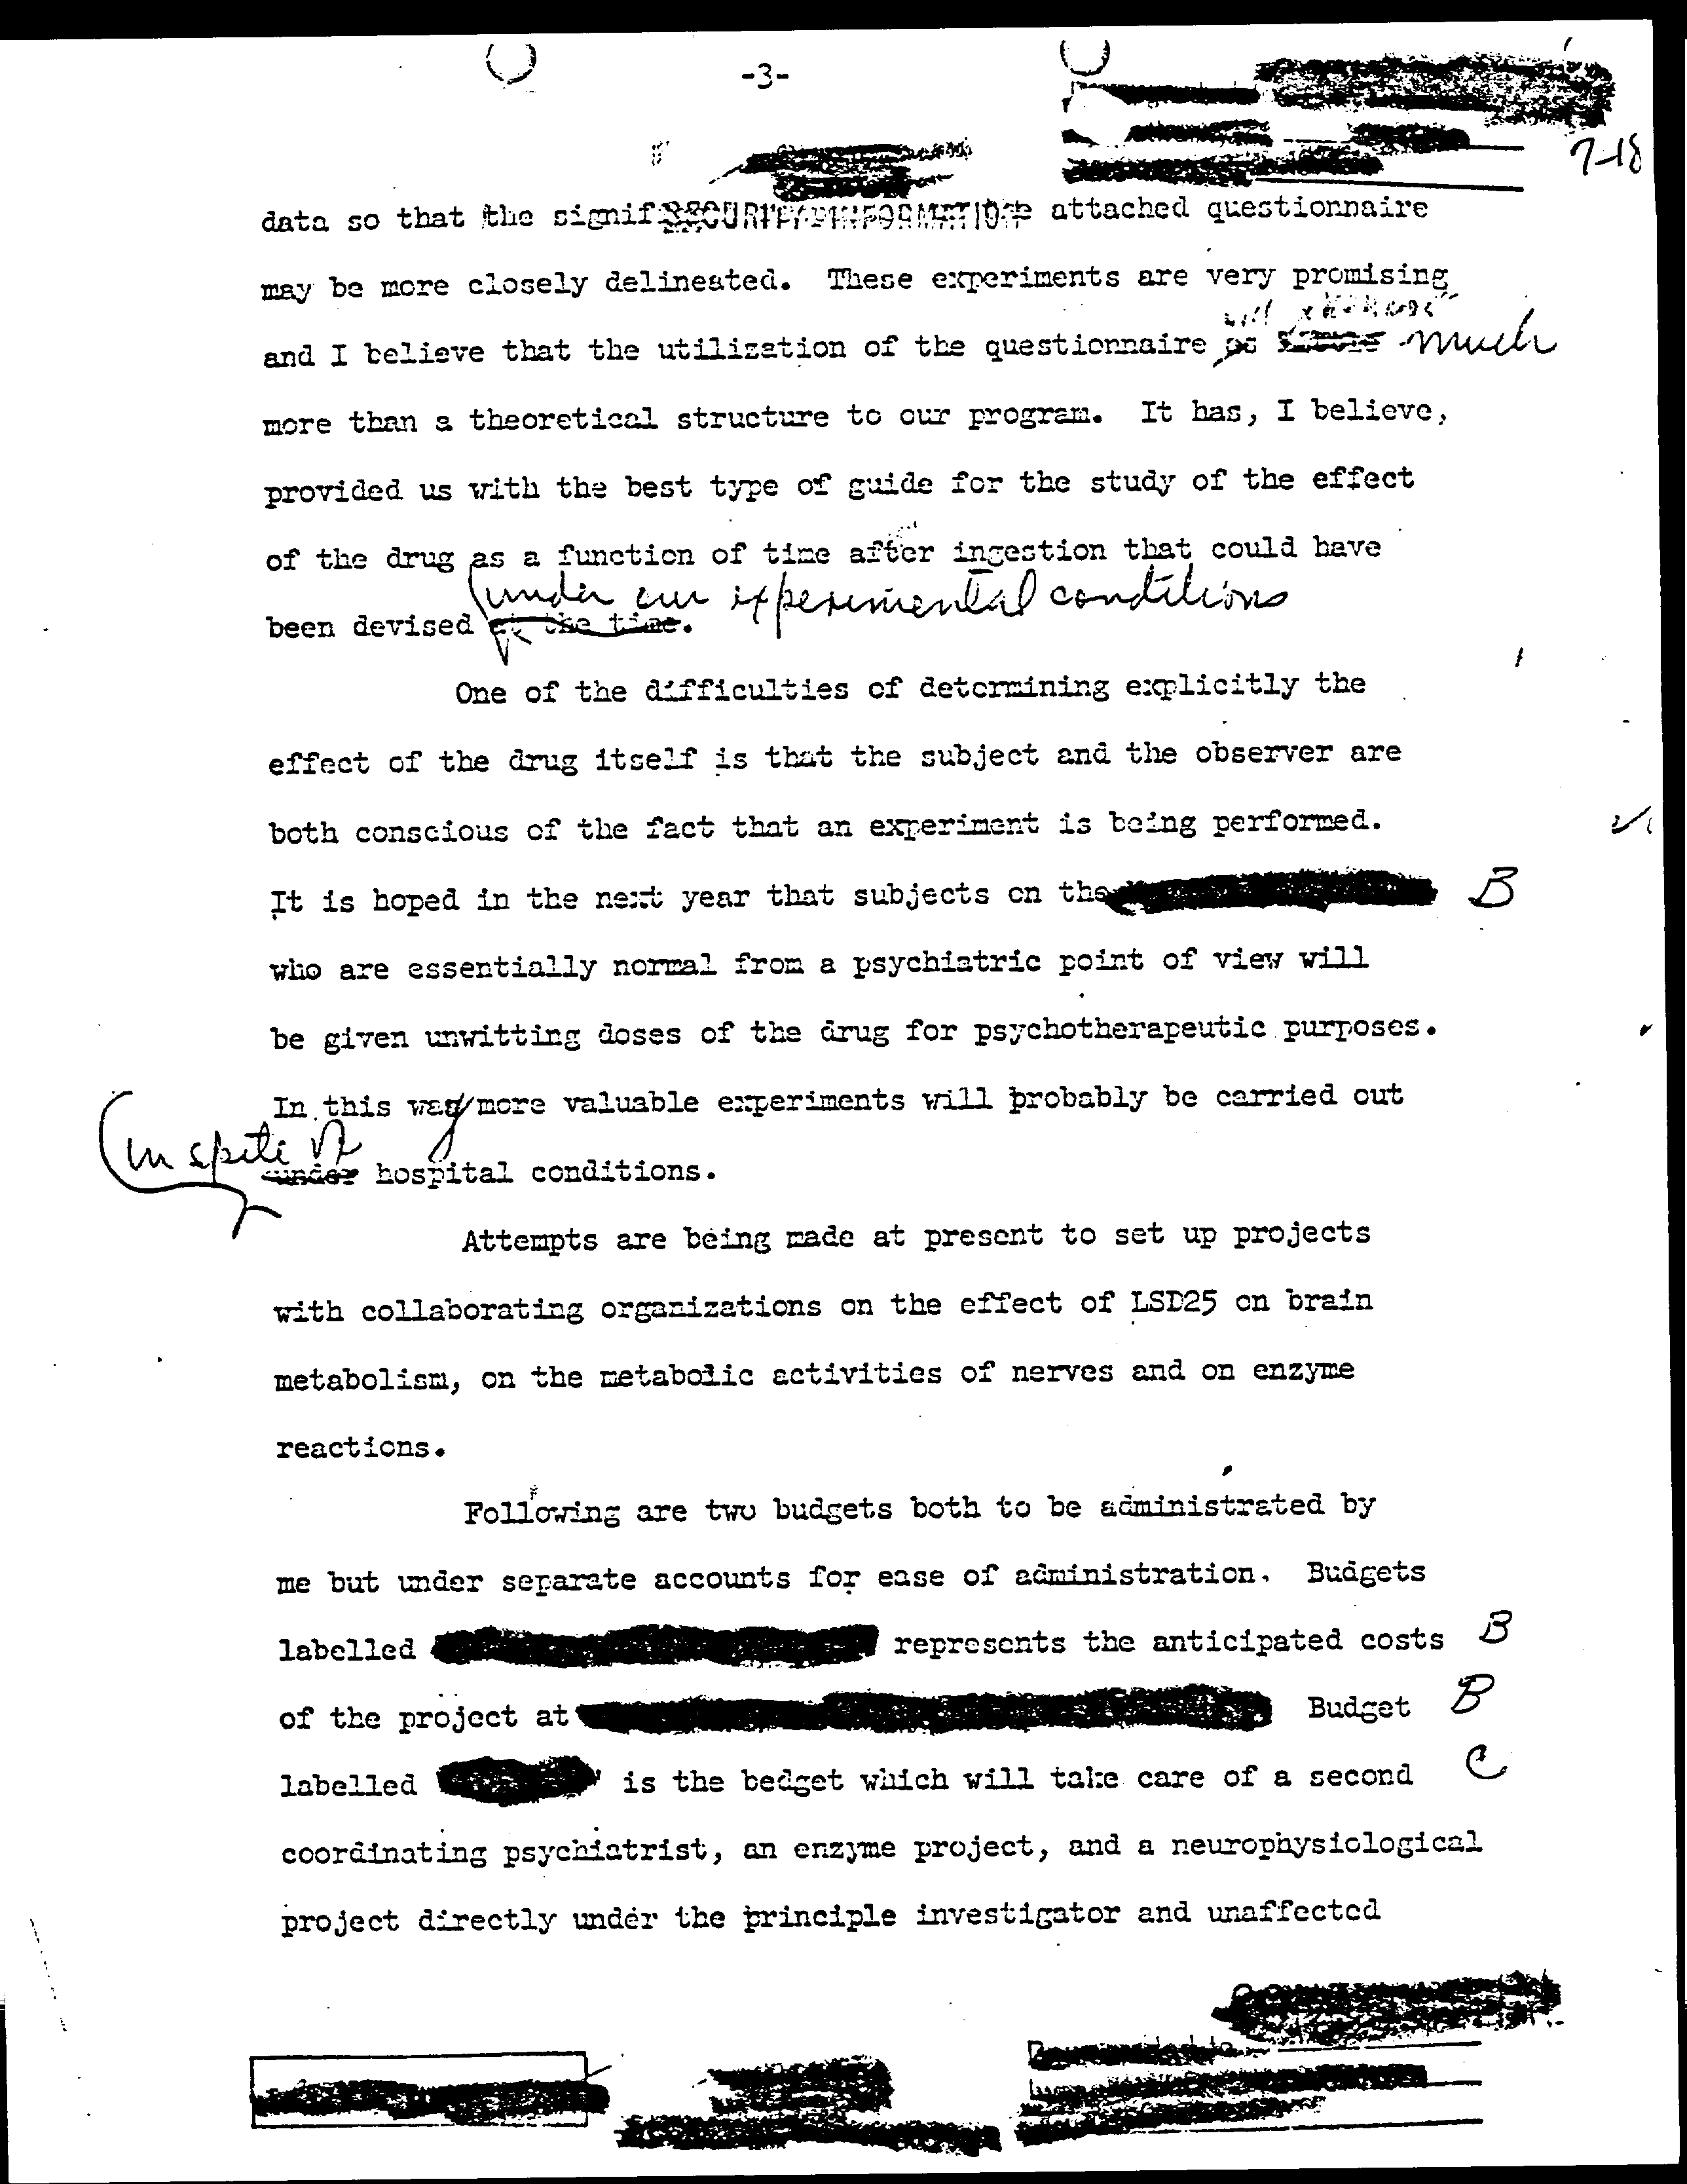 -3-
7-18
SECURITY INFORMATION
data so that the signif attached questionnaire
may be more closely delineated. These experiments are very promising
and I believe that the utilization of the questionnaire much
more than a theoretical structure to our program. It has, I believe,
provided us with the best type of guide for the study of the effect
of the drug as a function of time after ingestion that could have
under our experimental conditions
been devised at the time.
One of the difficulties of determining explicitly the
effect of the drug itself is that the subject and the observer are
both conscious of the fact that an experiment is being performed.
It is hoped in the next year that subjects on the B
who are essentially normal from a psychiatric point of view will
be given unwitting doses of the drug for psychotherapeutic purposes.
In this way more valuable experiments will probably be carried out
in spite of
under hospital conditions.
Attempts are being made at present to set up projects
with collaborating organizations on the effect of LSD25 on brain
metabolism, on the metabolic activities of nerves and on enzyme
reactions.
Following are two budgets both to be administrated by
me but under separate accounts for ease of administration. Budgets
labelled represents the anticipated costs B
of the project at Budget B
labelled is the bedget which will take care of a second C
coordinating psychiatrist, an enzyme project, and a neurophysiological
project directly under the principle investigator and unaffected